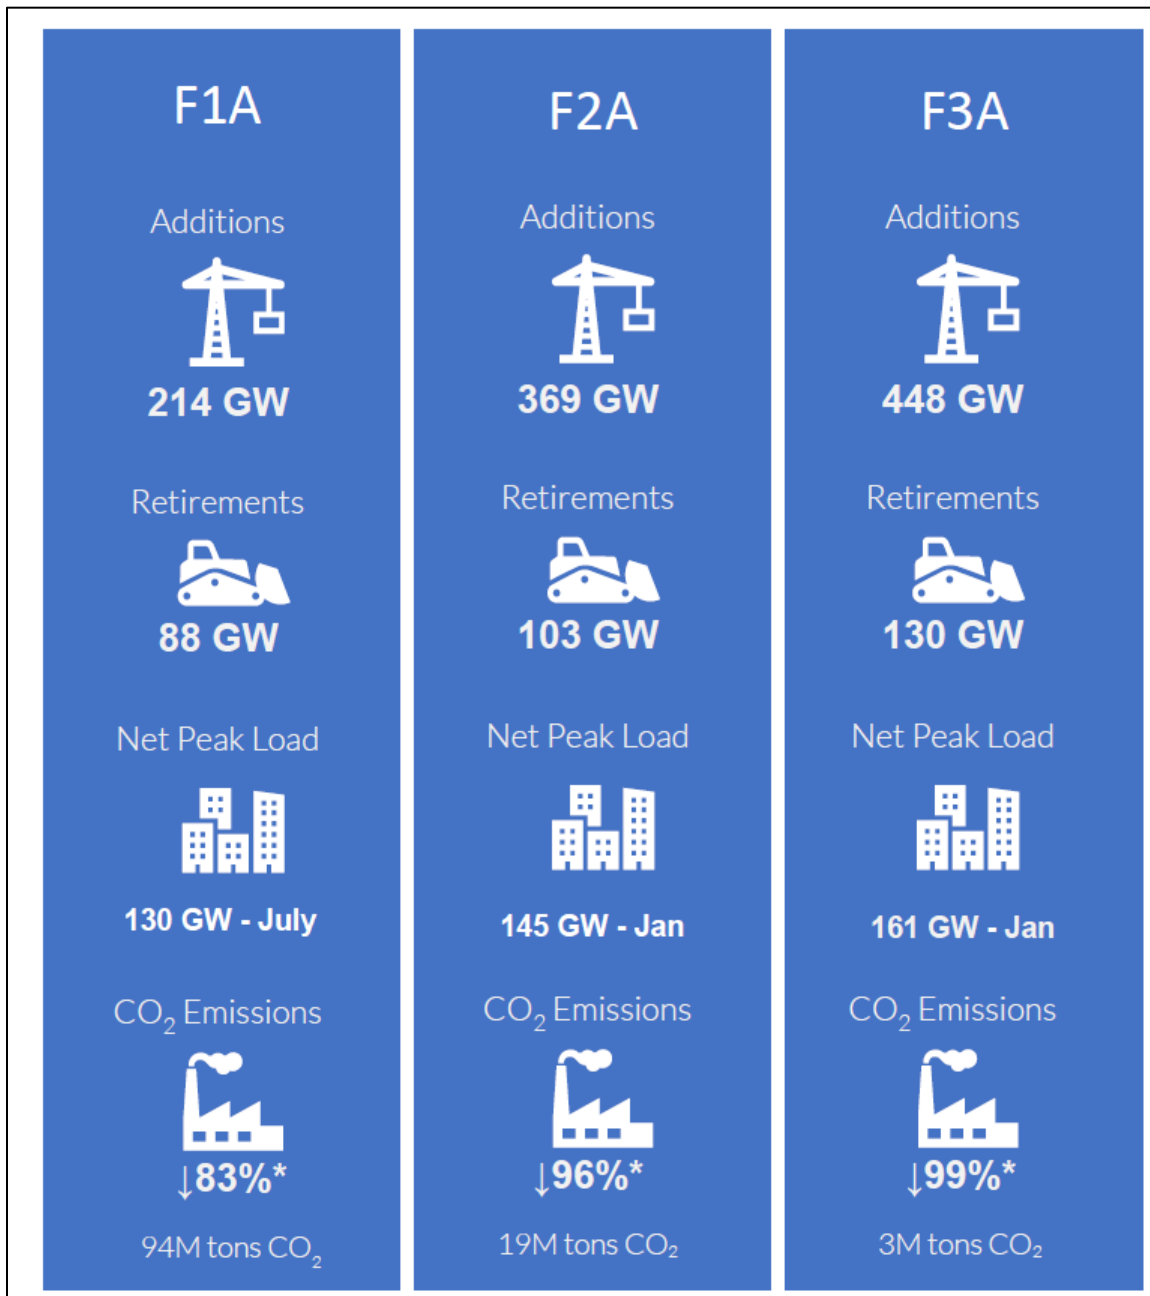 F1A
Additions
214 GW
Retirements
88 GW
Net Peak Load
130 GW - July
CO₂ Emissions
↓83%*
94M tons CO₂
F2A
Additions
369 GW
Retirements
103 GW
Net Peak Load
145 GW - Jan
CO₂ Emissions
↓96%*
19M tons CO₂
F3A
Additions
448 GW
Retirements
130 GW
Net Peak Load
161 GW - Jan
CO₂ Emissions
↓99%*
3M tons CO₂